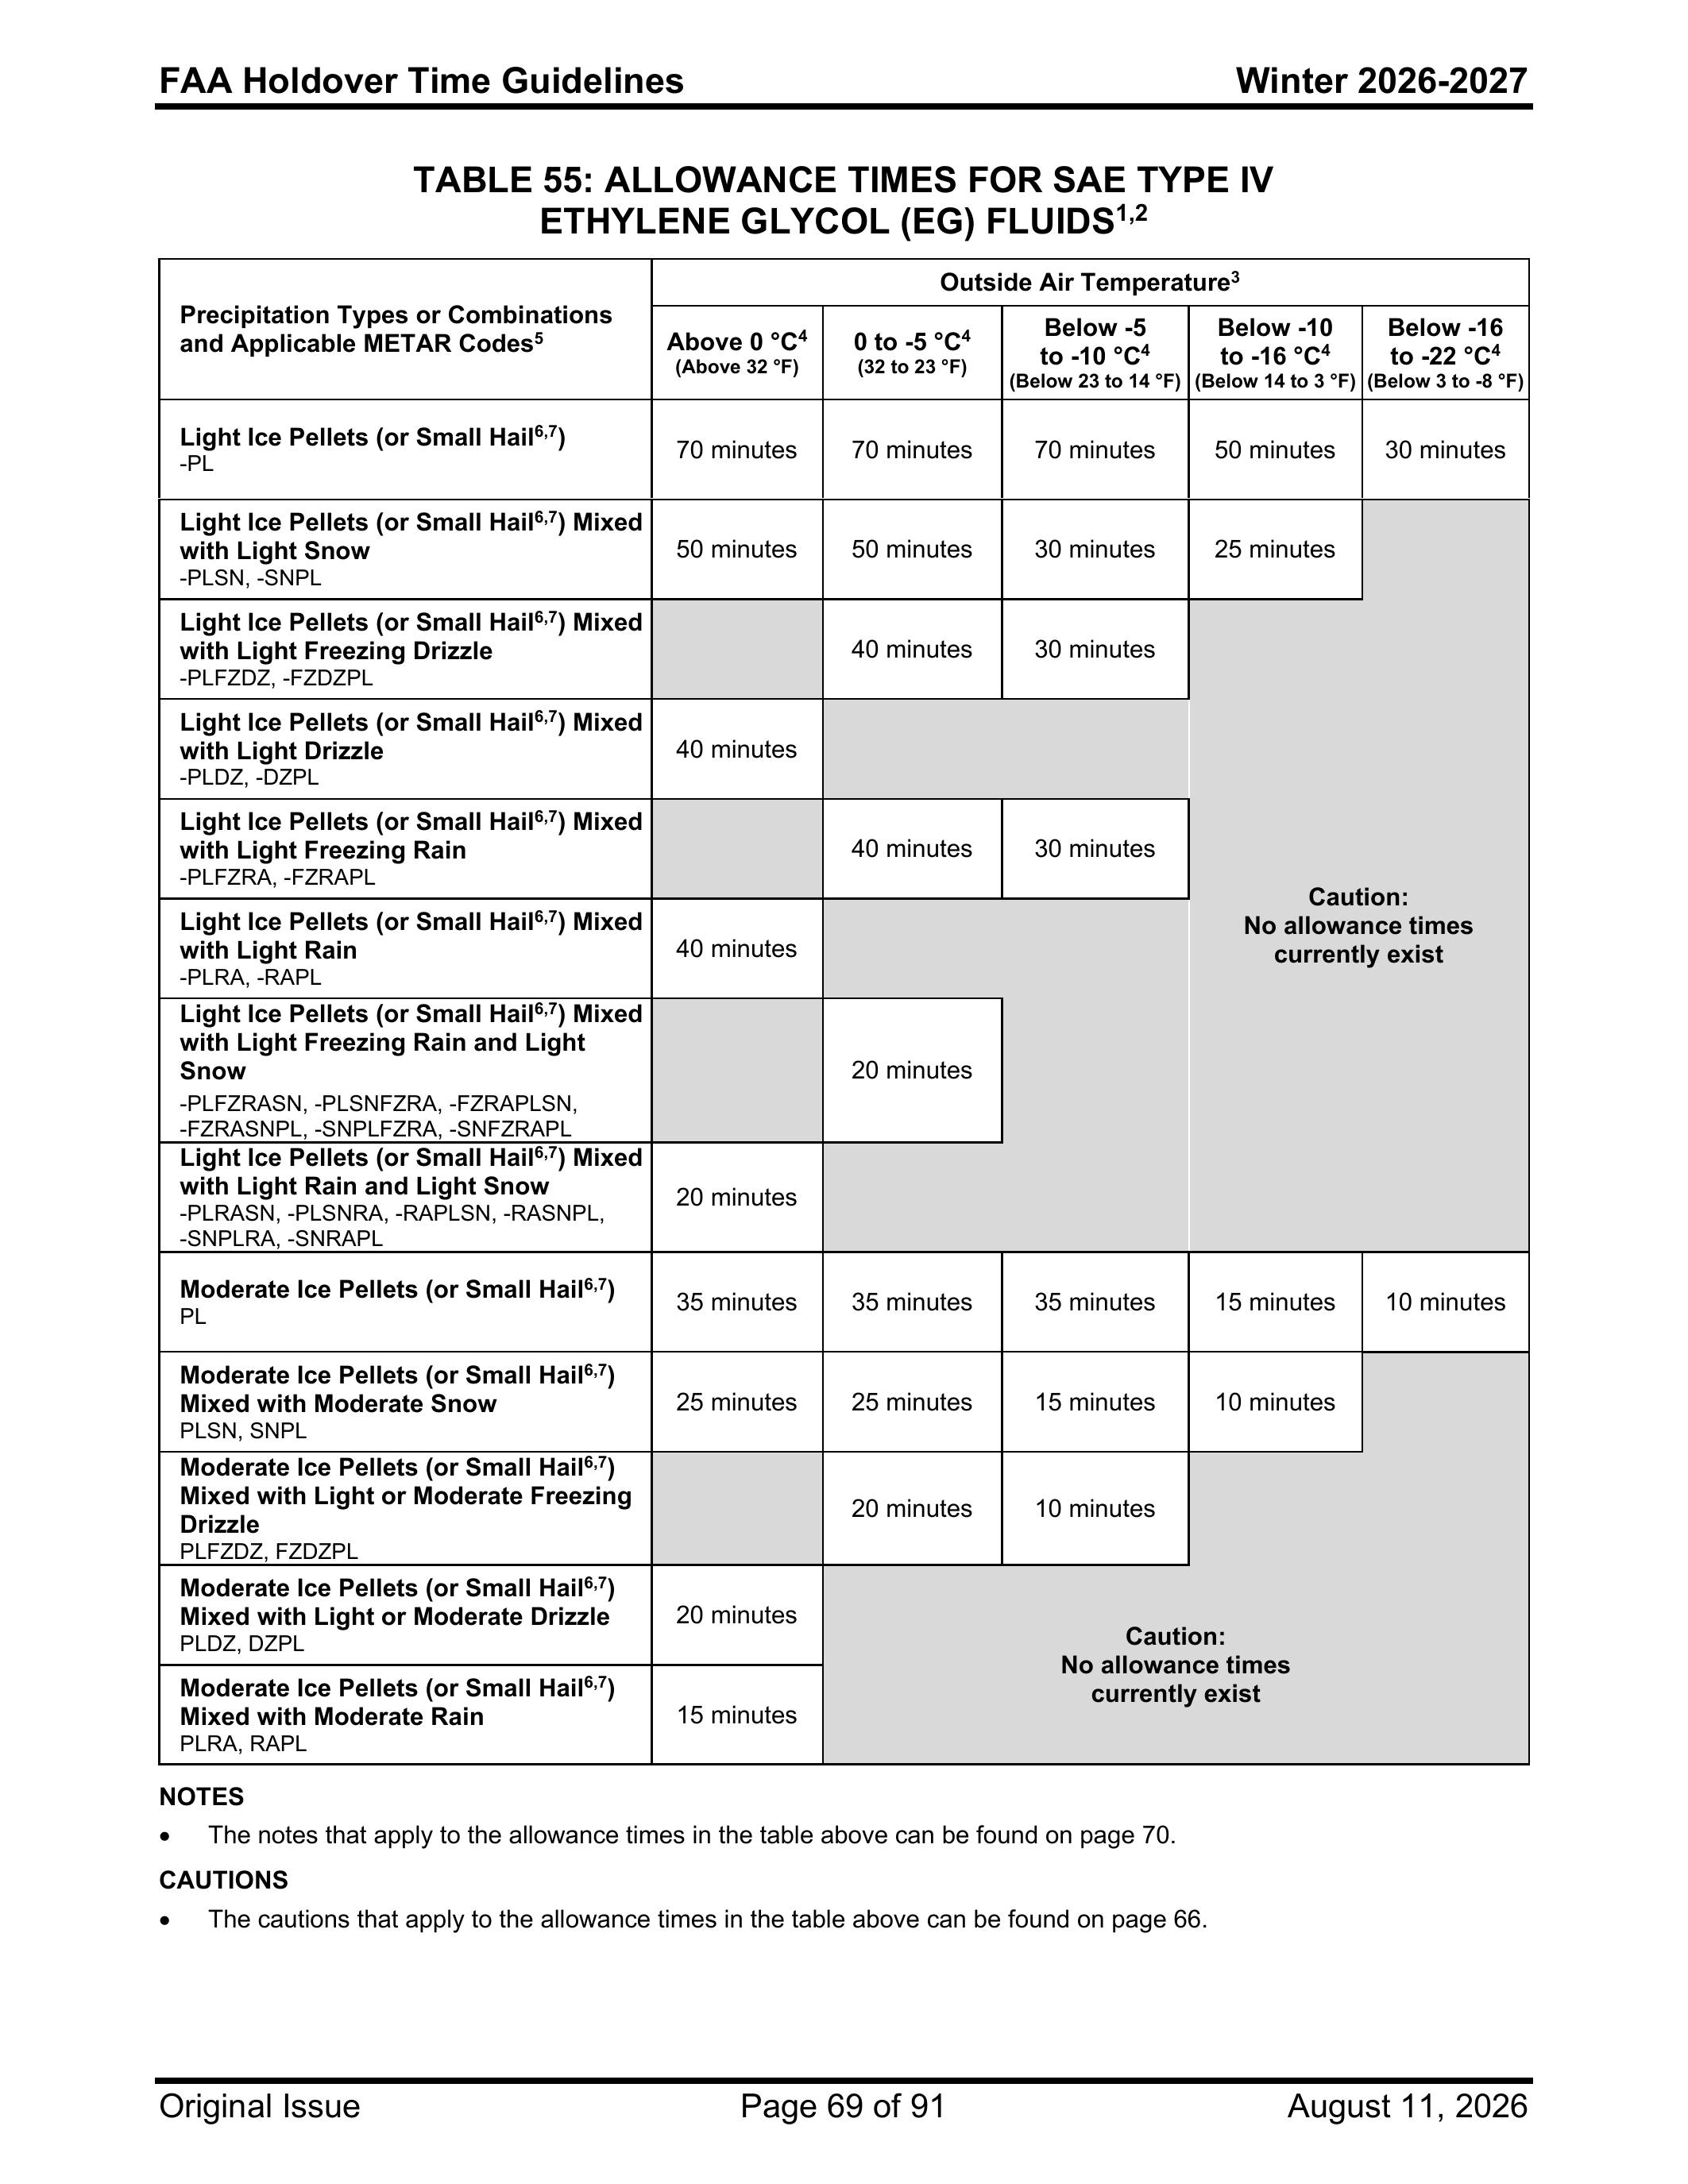 FAA Holdover Time Guidelines Winter 2026-2027
TABLE 55: ALLOWANCE TIMES FOR SAE TYPE IV
ETHYLENE GLYCOL (EG) FLUIDS1,2
Precipitation Types or Combinations
and Applicable METAR Codes5
Outside Air Temperature3
Above 0 °C4
(Above 32 °F)
0 to -5 °C4
(32 to 23 °F)
Below -5
to -10 °C4
(Below 23 to 14 °F)
Below -10
to -16 °C4
(Below 14 to 3 °F)
Below -16
to -22 °C4
(Below 3 to -8 °F)
Light Ice Pellets (or Small Hail6,7)
-PL
70 minutes 70 minutes 70 minutes 50 minutes 30 minutes
Light Ice Pellets (or Small Hail6,7) Mixed
with Light Snow
-PLSN, -SNPL
50 minutes 50 minutes 30 minutes 25 minutes
Light Ice Pellets (or Small Hail6,7) Mixed
with Light Freezing Drizzle
-PLFZDZ, -FZDZPL
40 minutes 30 minutes
Light Ice Pellets (or Small Hail6,7) Mixed
with Light Drizzle
-PLDZ, -DZPL
40 minutes
Light Ice Pellets (or Small Hail6,7) Mixed
with Light Freezing Rain
-PLFZRA, -FZRAPL
40 minutes 30 minutes
Light Ice Pellets (or Small Hail6,7) Mixed
with Light Rain
-PLRA, -RAPL
40 minutes
Caution:
No allowance times
currently exist
Light Ice Pellets (or Small Hail6,7) Mixed
with Light Freezing Rain and Light
Snow
-PLFZRASN, -PLSNFZRA, -FZRAPLSN,
-FZRASNPL, -SNPLFZRA, -SNFZRAPL
20 minutes
Light Ice Pellets (or Small Hail6,7) Mixed
with Light Rain and Light Snow
-PLRASN, -PLSNRA, -RAPLSN, -RASNPL,
-SNPLRA, -SNRAPL
20 minutes
Moderate Ice Pellets (or Small Hail6,7)
PL
35 minutes 35 minutes 35 minutes 15 minutes 10 minutes
Moderate Ice Pellets (or Small Hail6,7)
Mixed with Moderate Snow
PLSN, SNPL
25 minutes 25 minutes 15 minutes 10 minutes
Moderate Ice Pellets (or Small Hail6,7)
Mixed with Light or Moderate Freezing
Drizzle
PLFZDZ, FZDZPL
20 minutes 10 minutes
Moderate Ice Pellets (or Small Hail6,7)
Mixed with Light or Moderate Drizzle
PLDZ, DZPL
20 minutes
Moderate Ice Pellets (or Small Hail6,7)
Mixed with Moderate Rain
PLRA, RAPL
15 minutes
Caution:
No allowance times
currently exist
NOTES
• The notes that apply to the allowance times in the table above can be found on page 70.
CAUTIONS
• The cautions that apply to the allowance times in the table above can be found on page 66.
Original Issue Page 69 of 91 August 11, 2026